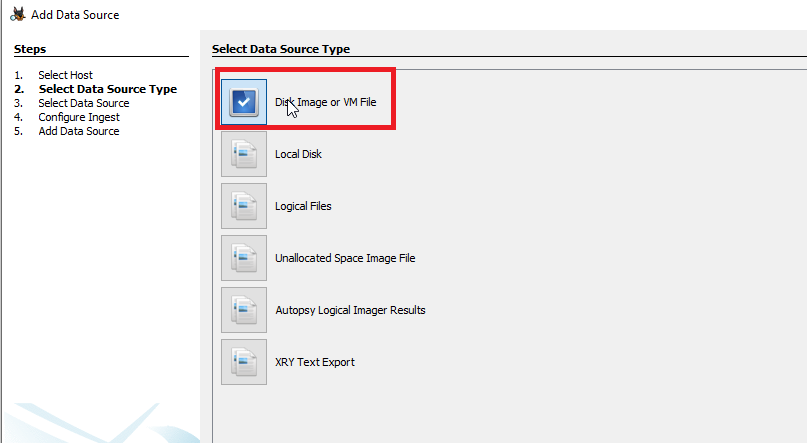 Add Data Source
Steps
1. Select Host
2. Select Data Source Type
3. Select Data Source
4. Configure Ingest
5. Add Data Source
Select Data Source Type
Disk Image or VM File
Local Disk
Logical Files
Unallocated Space Image File
Autopsy Logical Imager Results
XRY Text Export